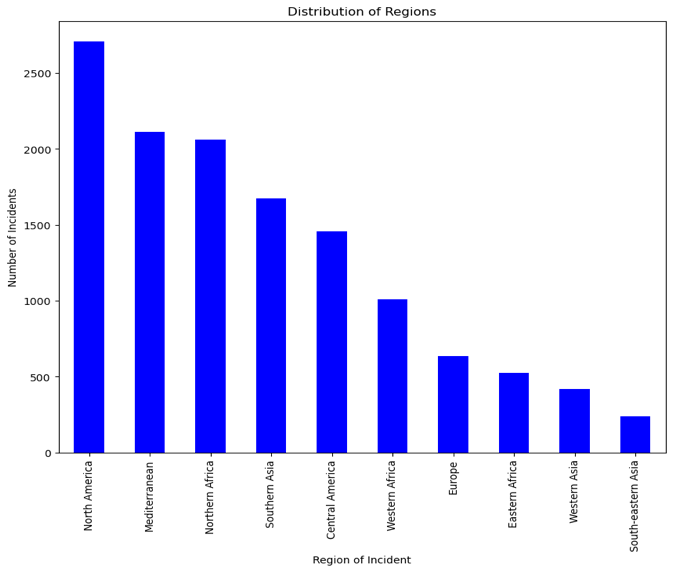 Distribution of Regions
2500
2000
1500
1000
500
0
Number of Incidents
North America
Mediterranean
Northern Africa
Southern Asia
Central America
Western Africa
Europe
Eastern Africa
Western Asia
South-eastern Asia
Region of Incident